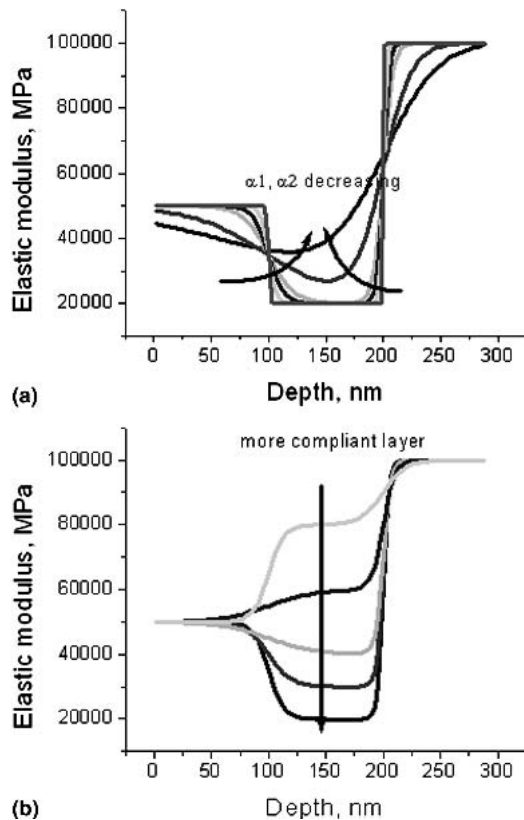 100000
80000
60000
40000
20000
Elastic modulus, MPa
α1, α2 decreasing
0 50 100 150 200 250 300
Depth, nm
(a)
more compliant layer
100000
80000
60000
40000
20000
Elastic modulus, MPa
0 50 100 150 200 250 300
Depth, nm
(b)